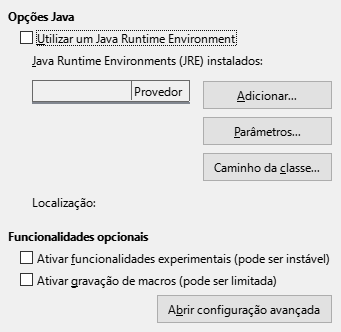 Opções Java
Utilizar um Java Runtime Environment
Java Runtime Environments (JRE) instalados:
Provedor
Adicionar...
Parâmetros...
Caminho da classe...
Localização:
Funcionalidades opcionais
Ativar funcionalidades experimentais (pode ser instável)
Ativar gravação de macros (pode ser limitada)
Abrir configuração avançada